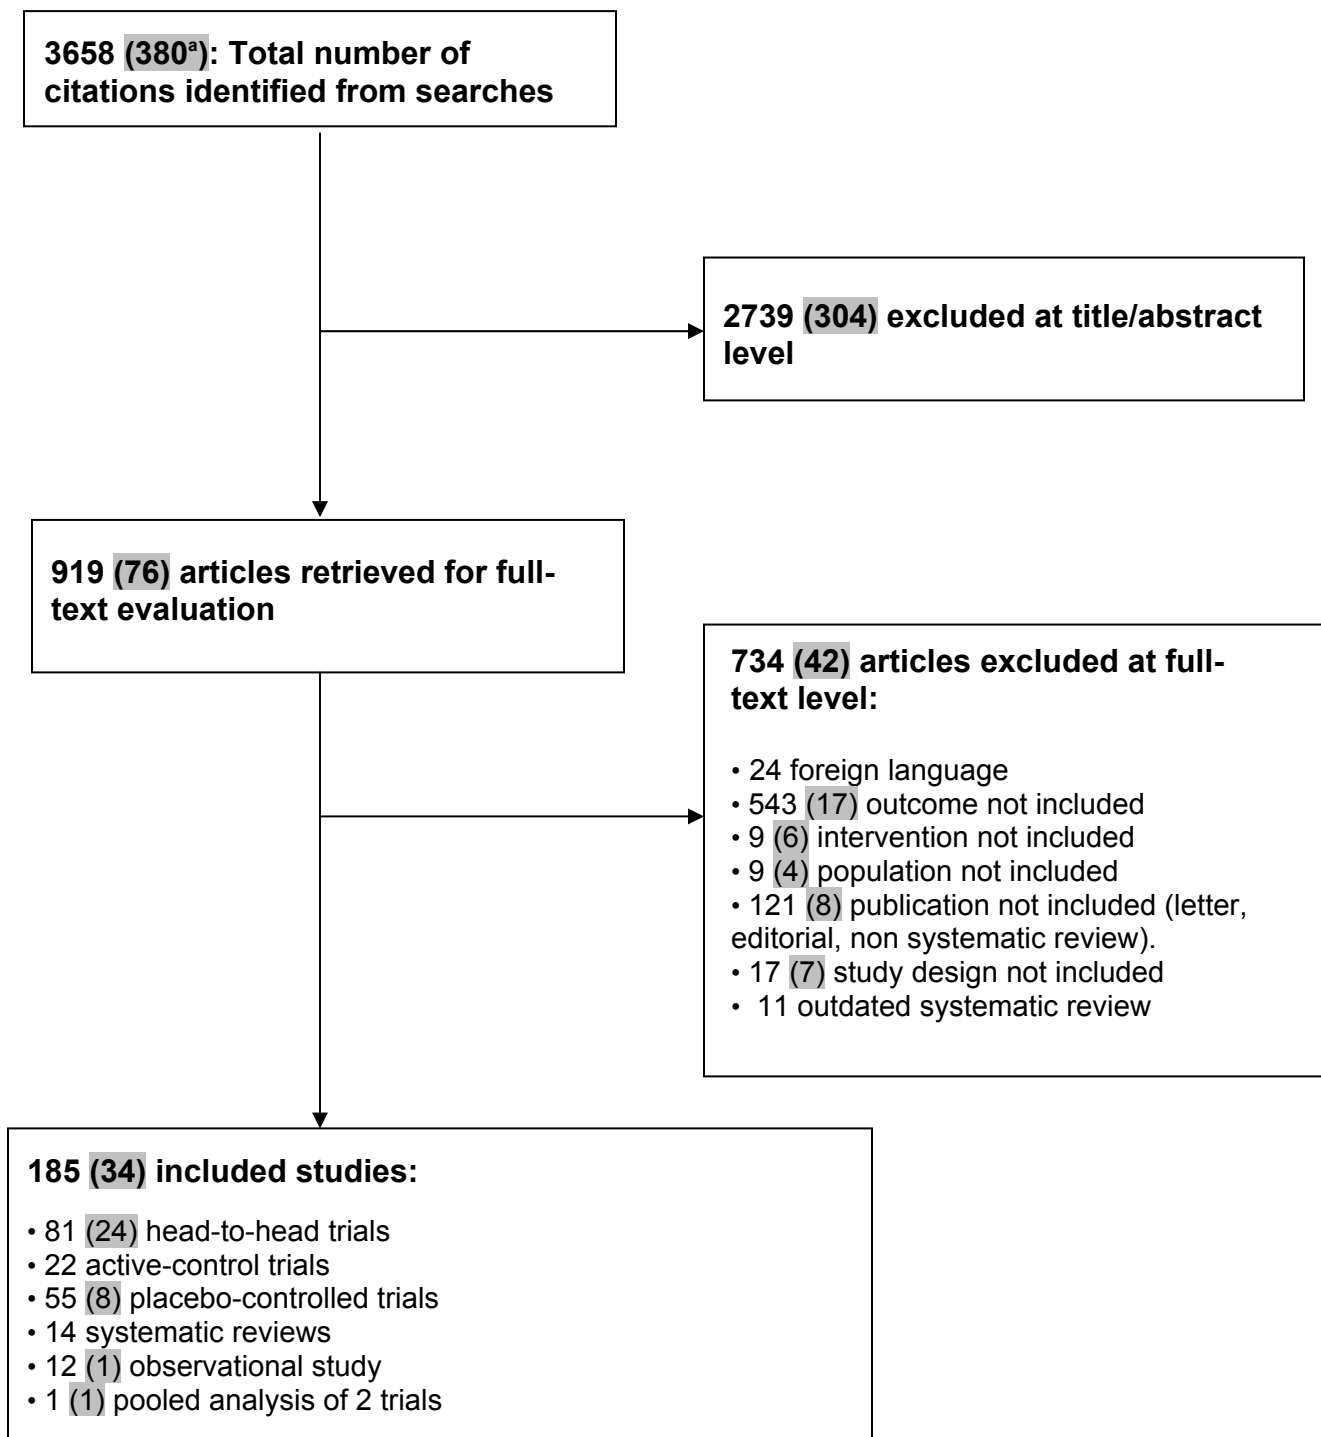 3658 (380ᵃ): Total number of
citations identified from searches
2739 (304) excluded at title/abstract
level
919 (76) articles retrieved for full-
text evaluation
734 (42) articles excluded at full-
text level:
• 24 foreign language
• 543 (17) outcome not included
• 9 (6) intervention not included
• 9 (4) population not included
• 121 (8) publication not included (letter,
editorial, non systematic review).
• 17 (7) study design not included
• 11 outdated systematic review
185 (34) included studies:
• 81 (24) head-to-head trials
• 22 active-control trials
• 55 (8) placebo-controlled trials
• 14 systematic reviews
• 12 (1) observational study
• 1 (1) pooled analysis of 2 trials